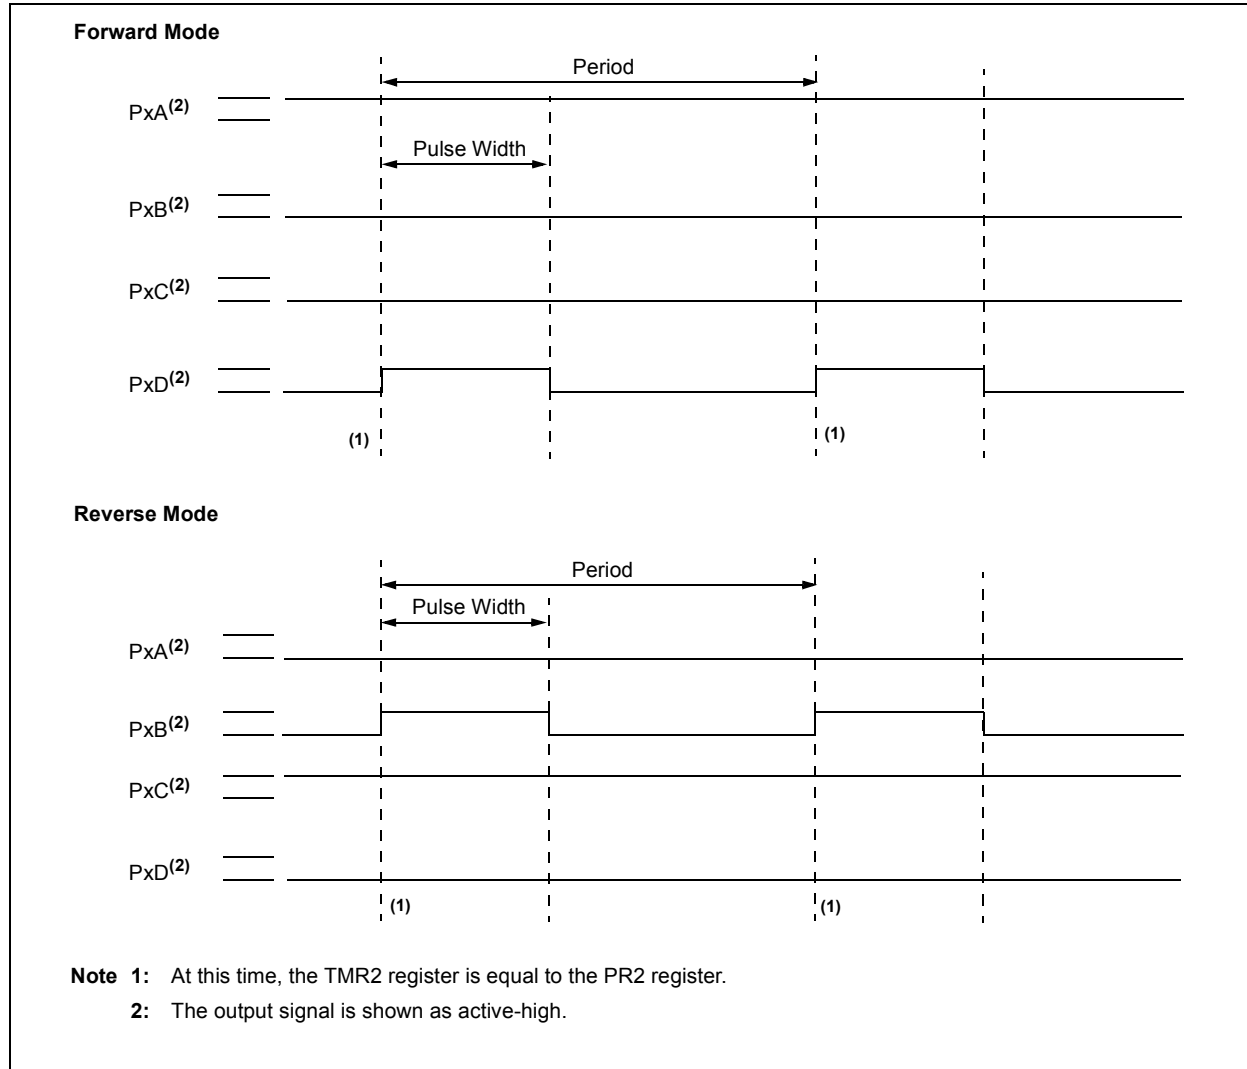 Forward Mode
Period
PxA(2)
Pulse Width
PxB(2)
PxC(2)
PxD(2)
(1) (1)
Reverse Mode
Period
Pulse Width
PxA(2)
PxB(2)
PxC(2)
PxD(2)
(1) (1)
Note 1: At this time, the TMR2 register is equal to the PR2 register.
2: The output signal is shown as active-high.